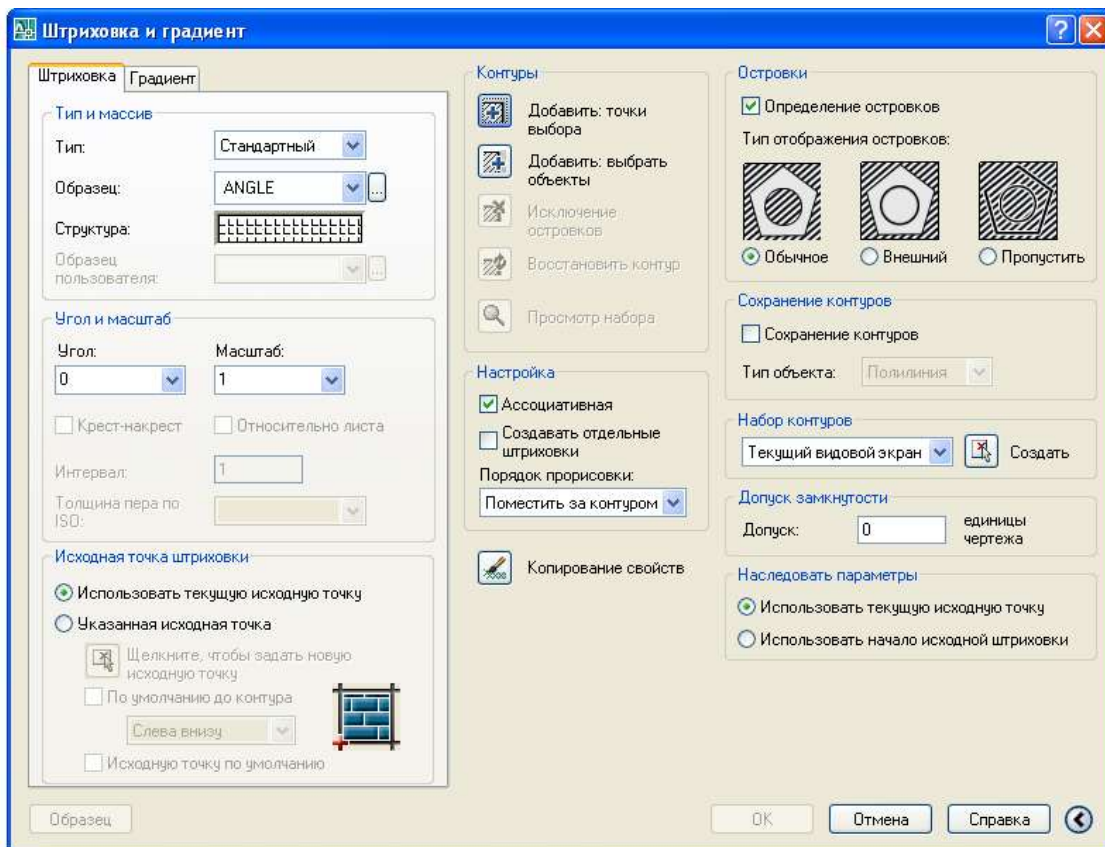 Штриховка и градиент
Штриховка
Градиент
Тип и массив
Тип:
Стандартный
Образец:
ANGLE
...
Структура:
Образец
пользователя:
...
Угол и масштаб
Угол:
Масштаб:
0
1
Крест-накрест
Относительно листа
Интервал:
1
Толщина пера по
ISO:
Исходная точка штриховки
Использовать текущую исходную точку
Указанная исходная точка
Щелкните, чтобы задать новую
исходную точку
По умолчанию до контура
Слева внизу
Исходную точку по умолчанию
Контуры
Добавить: точки
выбора
Добавить: выбрать
объекты
Исключение
островков
Восстановить контур
Просмотр набора
Настройка
Ассоциативная
Создавать отдельные
штриховки
Порядок прорисовки:
Поместить за контуром
Копирование свойств
Островки
Определение островков
Тип отображения островков:
Обычное
Внешний
Пропустить
Сохранение контуров
Сохранение контуров
Тип объекта:
Полилиния
Набор контуров
Текущий видовой экран
Создать
Допуск замкнутости
Допуск:
0
единицы
чертежа
Наследовать параметры
Использовать текущую исходную точку
Использовать начало исходной штриховки
Образец
OK
Отмена
Справка